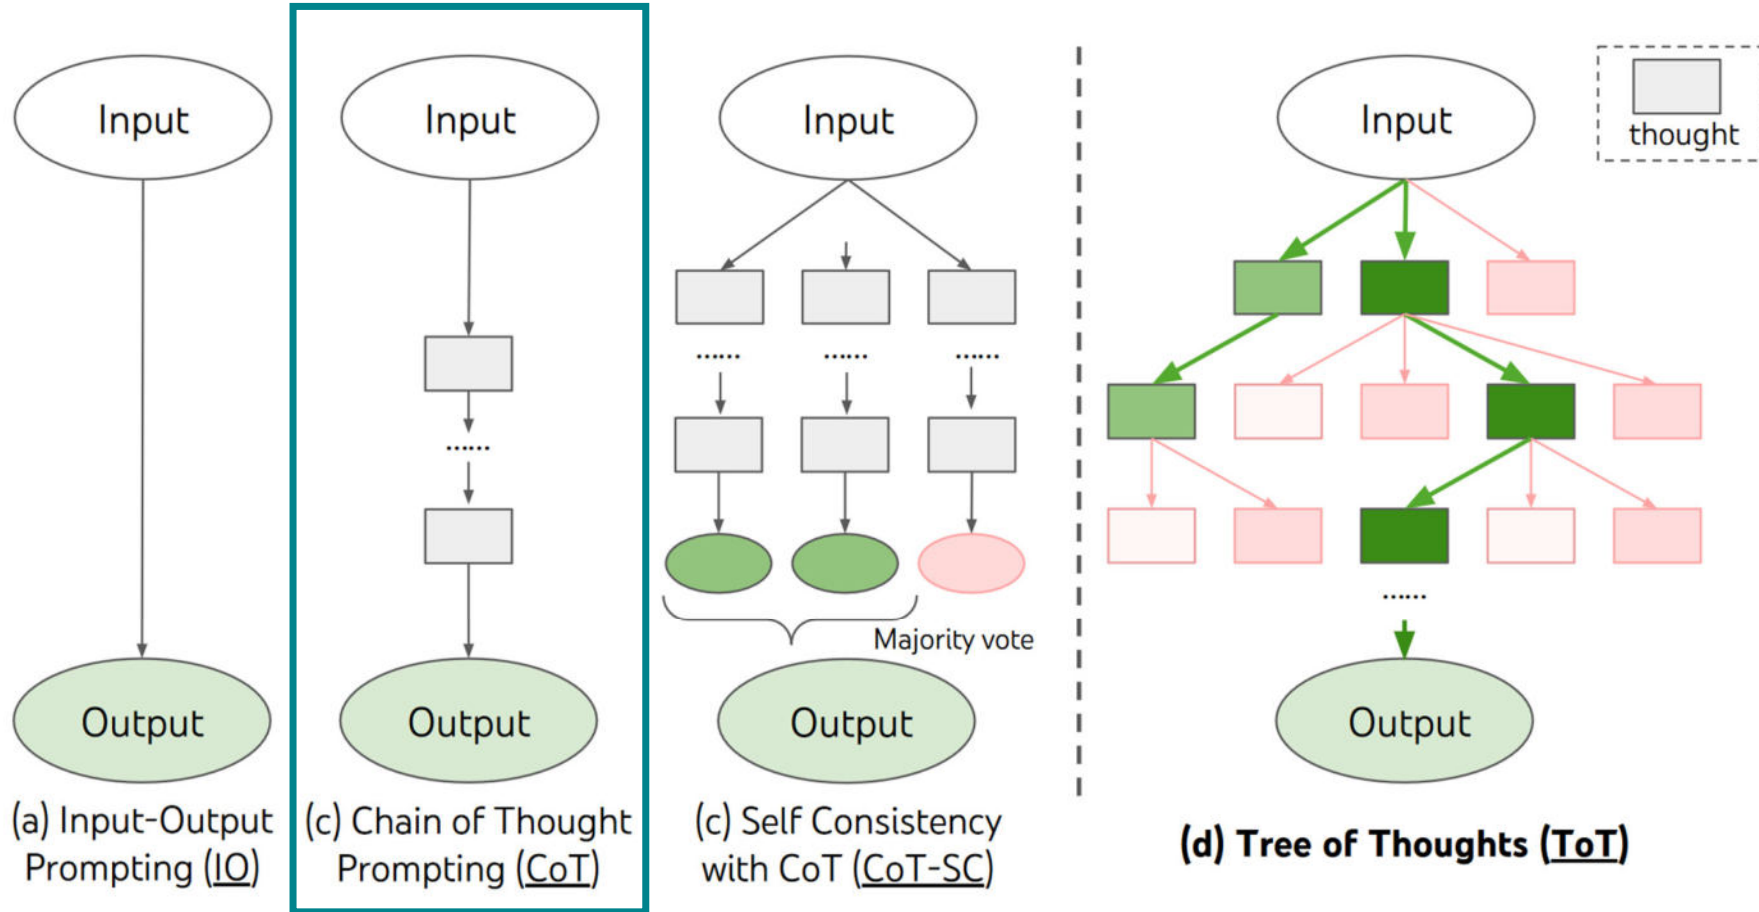 Input
Input
Input
Input
thought
......
......
......
......
......
Majority vote
Output
Output
Output
Output
(a) Input-Output
Prompting (IO)
(c) Chain of Thought
Prompting (CoT)
(c) Self Consistency
with CoT (CoT-SC)
(d) Tree of Thoughts (ToT)